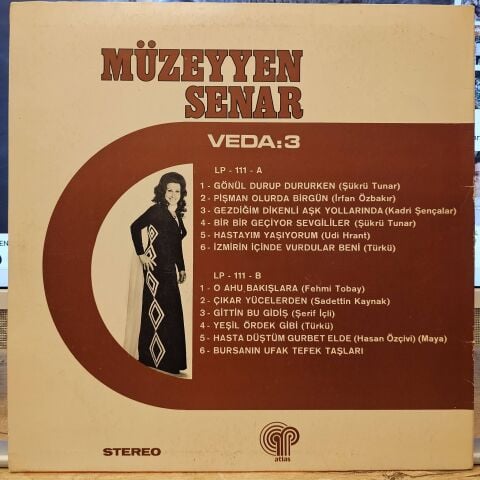 MÜZEYYEN
SENAR
VEDA:3
LP - 111 - A
1 - GÖNÜL DURUP DURURKEN (Şükrü Tunar)
2 - PİŞMAN OLURDA BİRGÜN (İrfan Özbakır)
3 - GEZDİĞİM DİKENLİ AŞK YOLLARINDA (Kadri Şençalar)
4 - BİR BİR GEÇİYOR SEVGİLİLER (Şükrü Tunar)
5 - HASTAYIM YAŞIYORUM (Udi Hrant)
6 - İZMİRİN İÇİNDE VURDULAR BENİ (Türkü)
LP - 111 - B
1 - O AHU BAKIŞLARA (Fehmi Tobay)
2 - ÇIKAR YÜCELERDEN (Sadettin Kaynak)
3 - GİTTİN BU GİDİŞ (Şerif İçli)
4 - YEŞİL ÖRDEK GİBİ (Türkü)
5 - HASTA DÜŞTÜM GURBET ELDE (Hasan Özçivi) (Maya)
6 - BURSANIN UFAK TEFEK TAŞLARI
STEREO
atlas